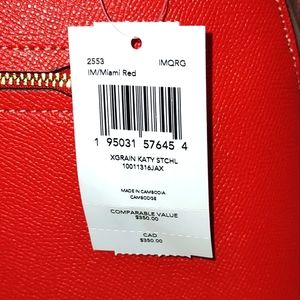 2553 IMQRG
IM/Miami Red
1 95031 57645 4
XGRAIN KATY STCHL
10011316JAX
MADE IN CAMBODIA
CAMBODGE
COMPARABLE VALUE
$350.00
CAD
$350.00